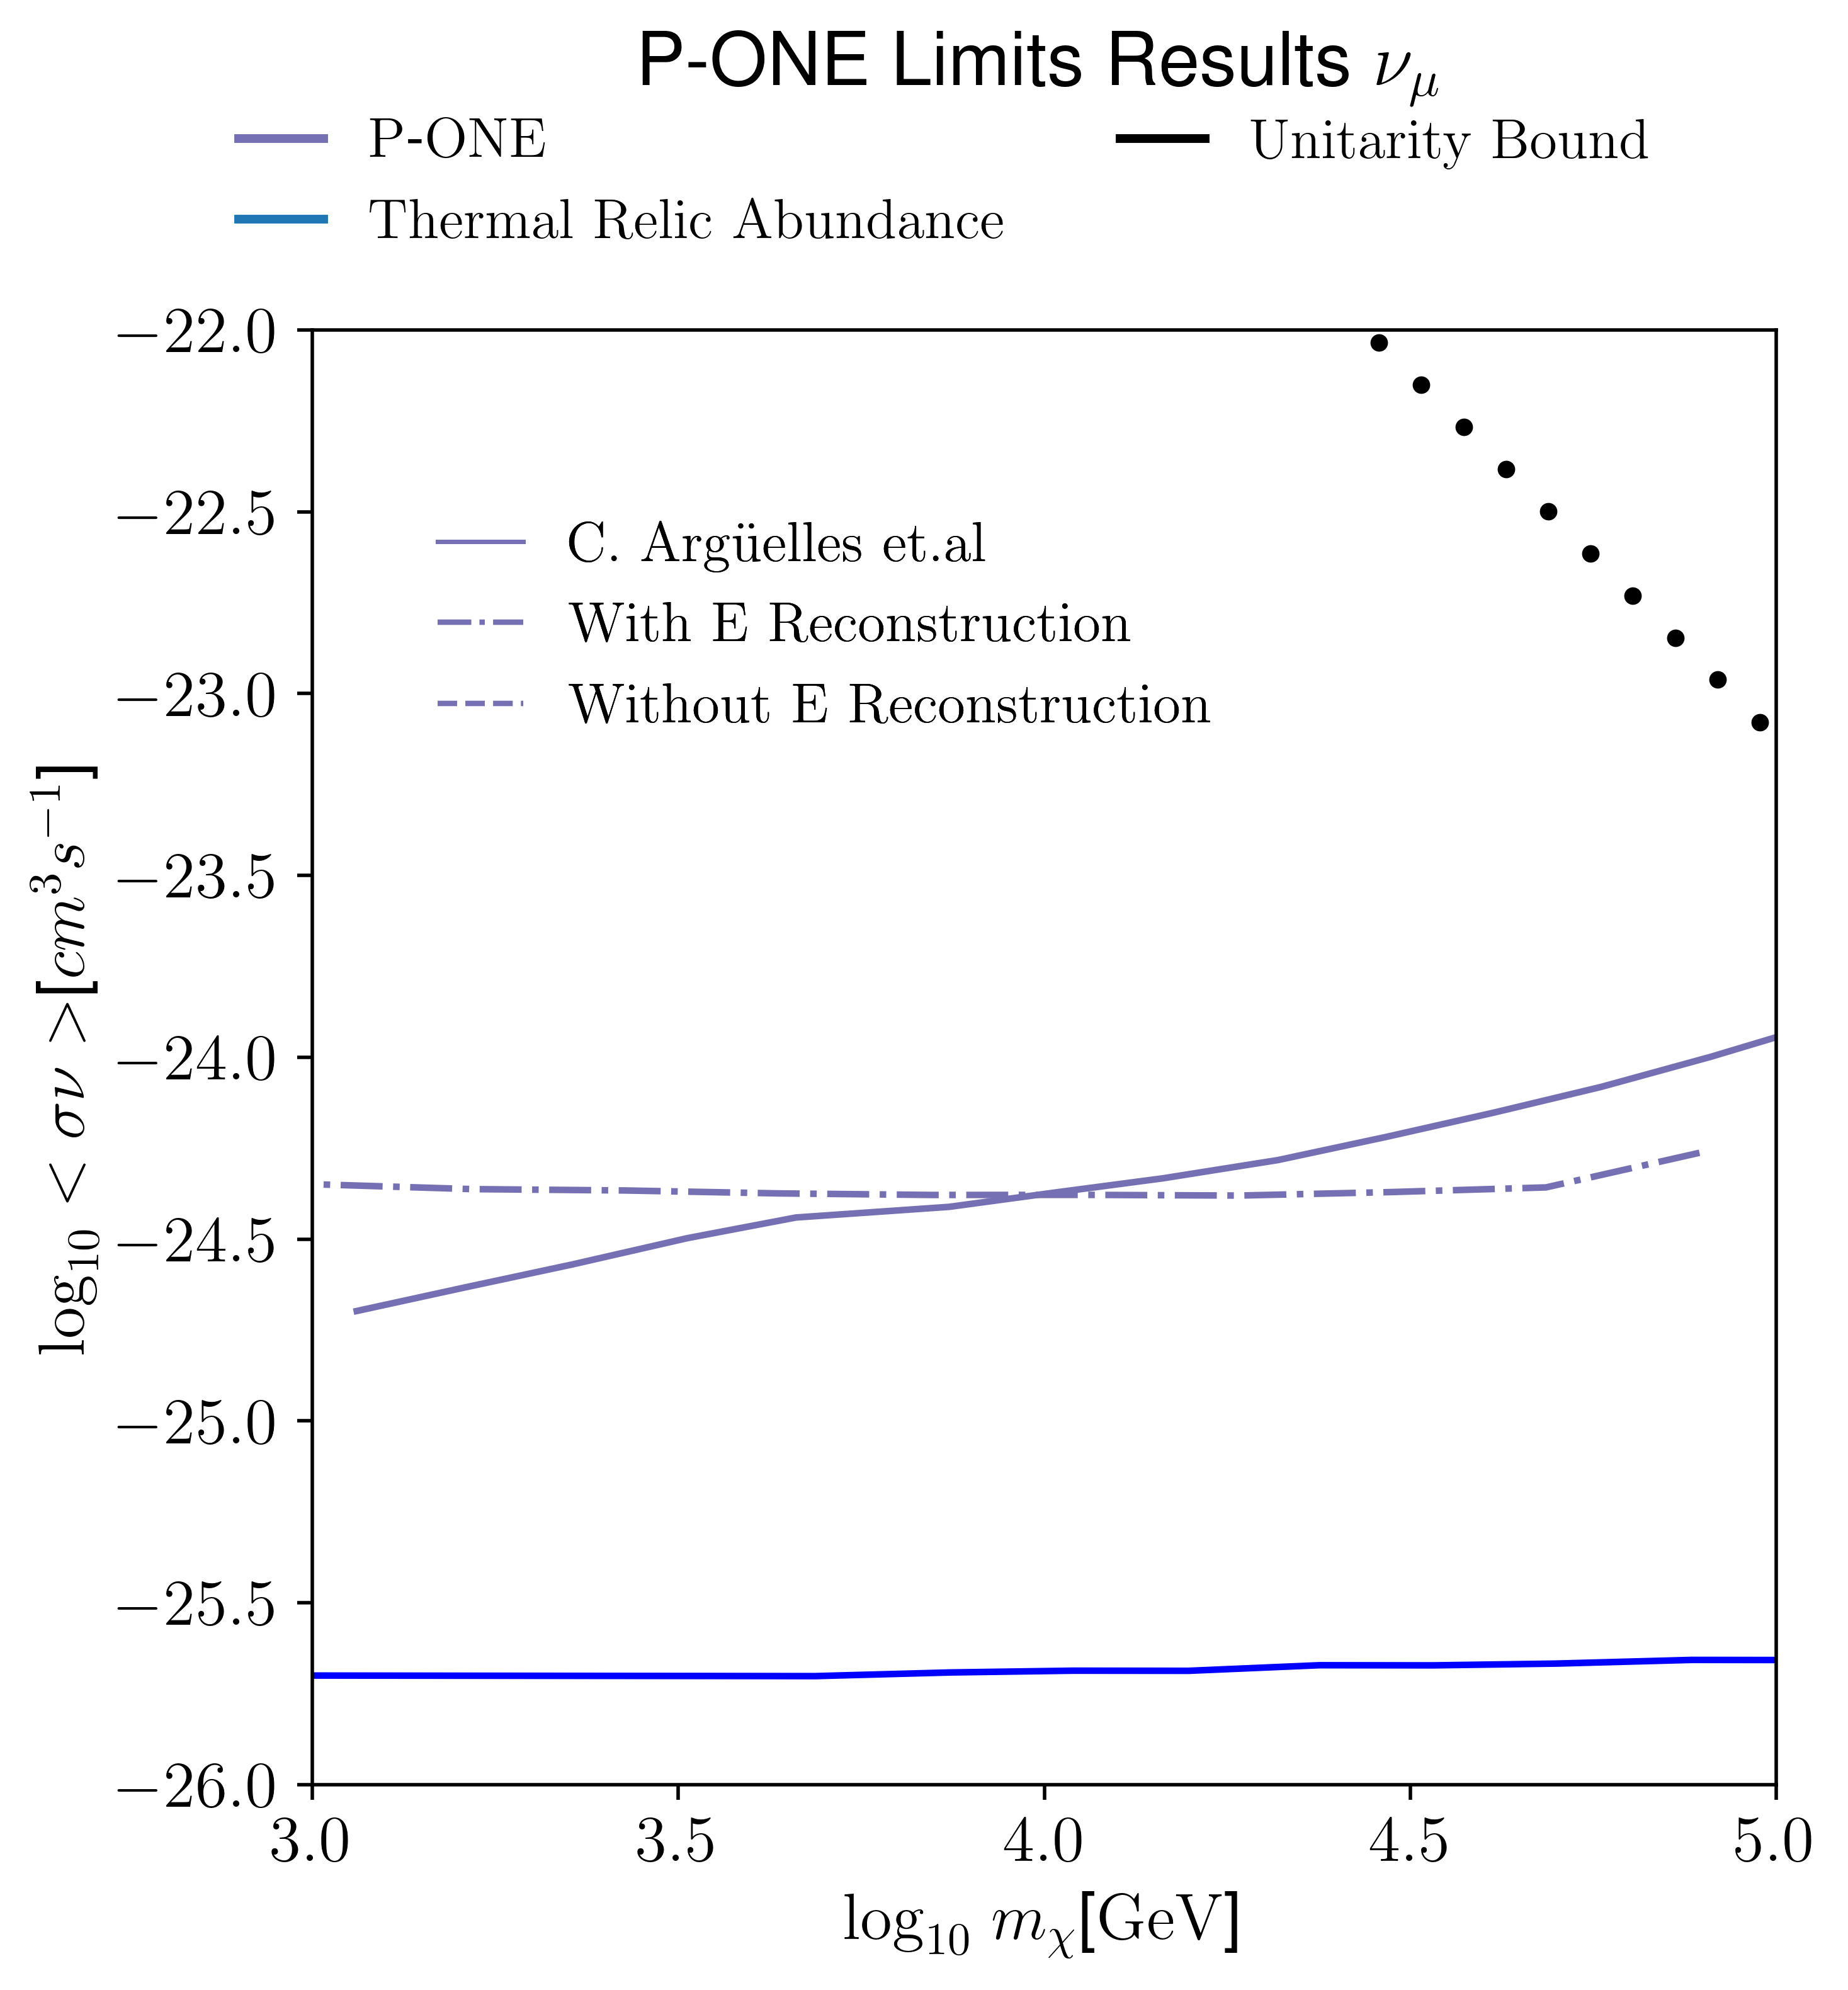 P-ONE Limits Results ν_μ
P-ONE
Unitarity Bound
Thermal Relic Abundance
−22.0
−22.5
C. Argüelles et.al
With E Reconstruction
−23.0
Without E Reconstruction
−23.5
−24.0
−24.5
−25.0
−25.5
−26.0
log₁₀ < σν >[cm³s⁻¹]
3.0 3.5 4.0 4.5 5.0
log₁₀ m_χ[GeV]